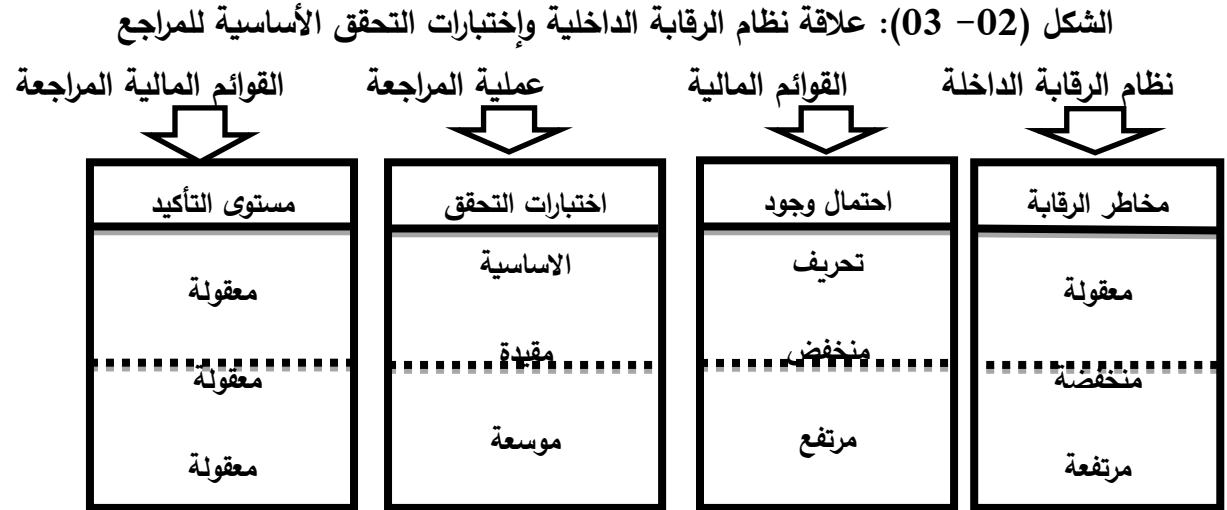 الشكل (02- 03): علاقة نظام الرقابة الداخلية وإختبارات التحقق الأساسية للمراجع
نظام الرقابة الداخلة
القوائم المالية
عملية المراجعة
القوائم المالية المراجعة
مخاطر الرقابة
معقولة
منخفضة
مرتفعة
احتمال وجود
تحريف
منخفض
مرتفع
اختبارات التحقق
الاساسية
مقيدة
موسعة
مستوى التأكيد
معقولة
معقولة
معقولة